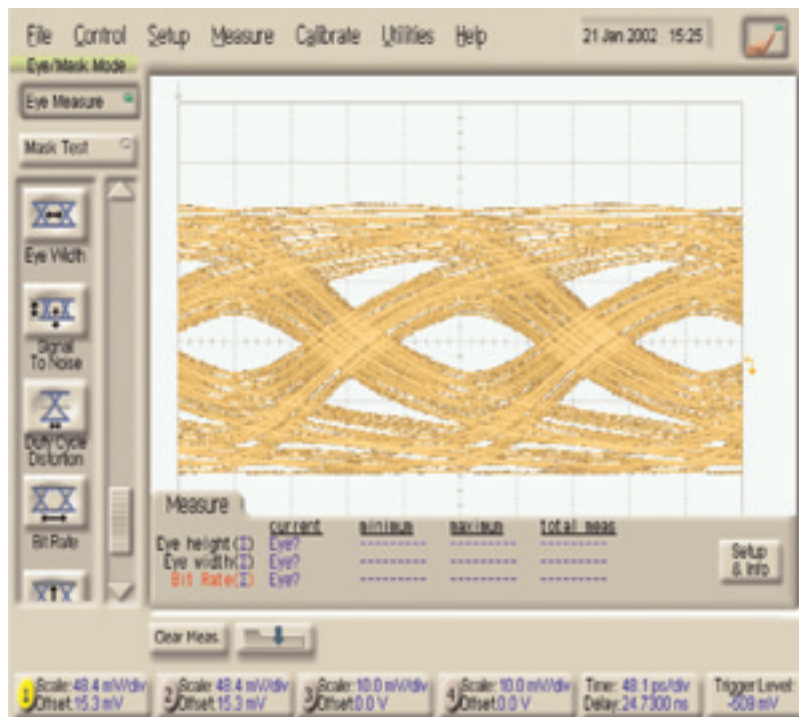 File Control Setup Measure Calibrate Utilities Help 21 Jan 2002 15:25
Eye/Mask Mode
Eye Measure
Mask Test
Eye Width
Signal
To Noise
Duty Cycle
Distortion
Bit Rate
Measure
current minimum maximum total meas
Eye height(Σ) Eye? --------- --------- ---------
Eye width(Σ) Eye? --------- --------- ---------
Bit Rate(Σ) Eye? --------- --------- ---------
Setup
& Info
Clear Meas
1 Scale:48.4 mV/div
Offset:15.3 mV
2 Scale:48.4 mV/div
Offset:15.3 mV
3 Scale:10.0 mV/div
Offset:0.0 V
4 Scale:10.0 mV/div
Offset:0.0 V
Time: 48.1 ps/div
Delay:24.7300 ns
Trigger Level:
-509 mV